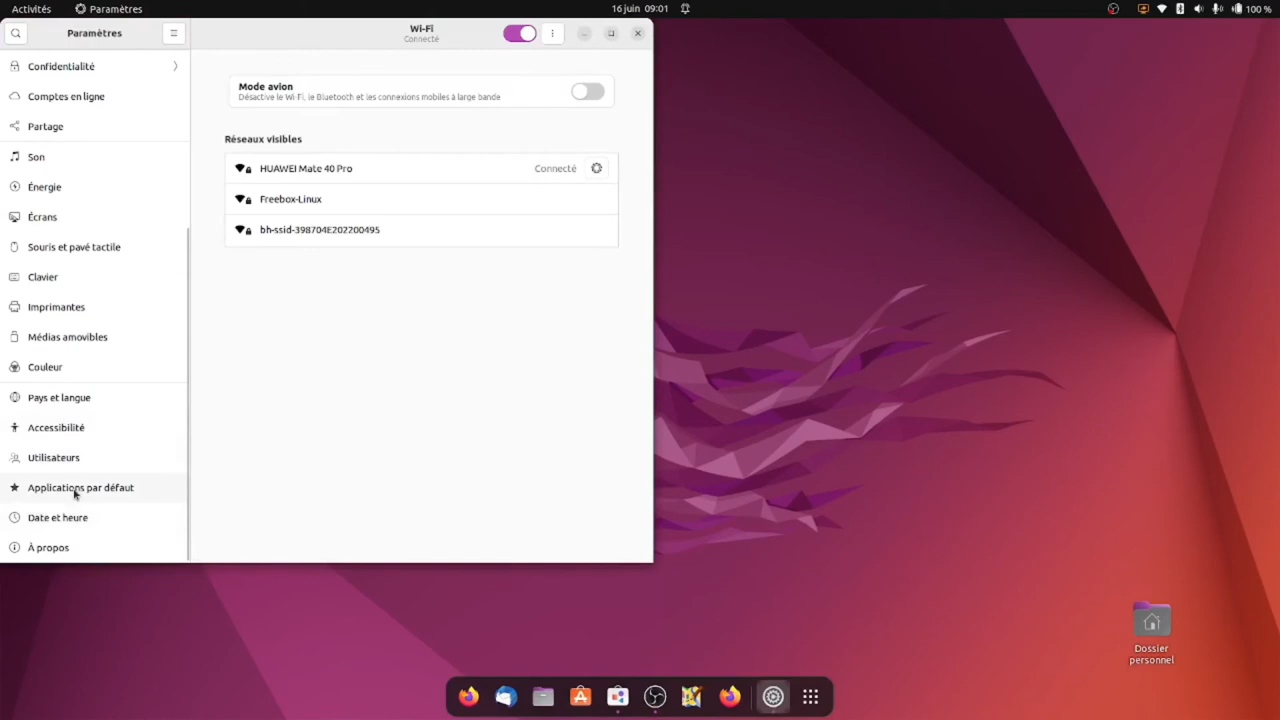 Activités
Paramètres
16 juin 09:01
100 %
Paramètres
Wi-Fi
Connecté
Confidentialité
Comptes en ligne
Partage
Son
Énergie
Écrans
Souris et pavé tactile
Clavier
Imprimantes
Médias amovibles
Couleur
Pays et langue
Accessibilité
Utilisateurs
Applications par défaut
Date et heure
À propos
Mode avion
Désactive le Wi-Fi, le Bluetooth et les connexions mobiles à large bande
Réseaux visibles
HUAWEI Mate 40 Pro
Connecté
Freebox-Linux
bh-ssid-398704E202200495
Dossier
personnel